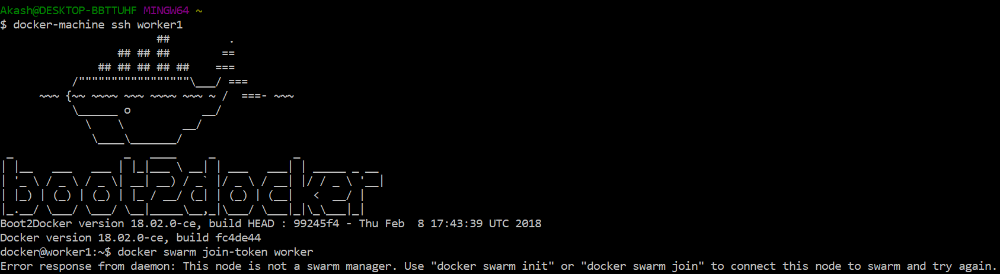 Akash@DESKTOP-BBTTUHF MINGW64 ~
$ docker-machine ssh worker1
                        ##         .
                  ## ## ##        ==
               ## ## ## ## ##    ===
           /"""""""""""""""""\___/ ===
      ~~~ {~~ ~~~~ ~~~ ~~~~ ~~~ ~ /  ===- ~~~
           \______ o           __/
             \    \         __/
              \____\_______/
 _                 _   ____     _            _
| |__   ___   ___ | |_|___ \ __| | ___   ___| | _____ _ __
| '_ \ / _ \ / _ \| __| __) / _` |/ _ \ / __| |/ / _ \ '__|
| |_) | (_) | (_) | |_ / __/ (_| | (_) | (__|   <  __/ |
|_.__/ \___/ \___/ \__|_____\__,_|\___/ \___|_|\_\___|_|
Boot2Docker version 18.02.0-ce, build HEAD : 99245f4 - Thu Feb  8 17:43:39 UTC 2018
Docker version 18.02.0-ce, build fc4de44
docker@worker1:~$ docker swarm join-token worker
Error response from daemon: This node is not a swarm manager. Use "docker swarm init" or "docker swarm join" to connect this node to swarm and try again.